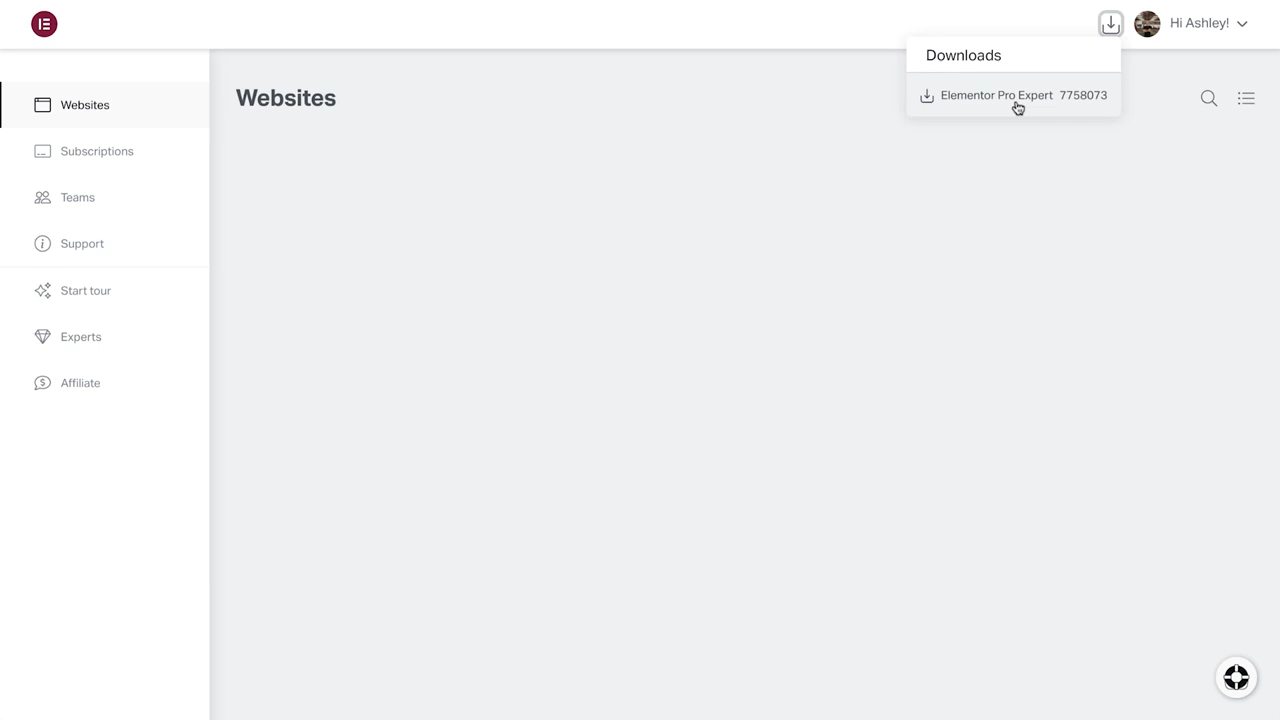 Hi Ashley!
Downloads
Elementor Pro Expert 7758073
Websites
Websites
Subscriptions
Teams
Support
Start tour
Experts
Affiliate